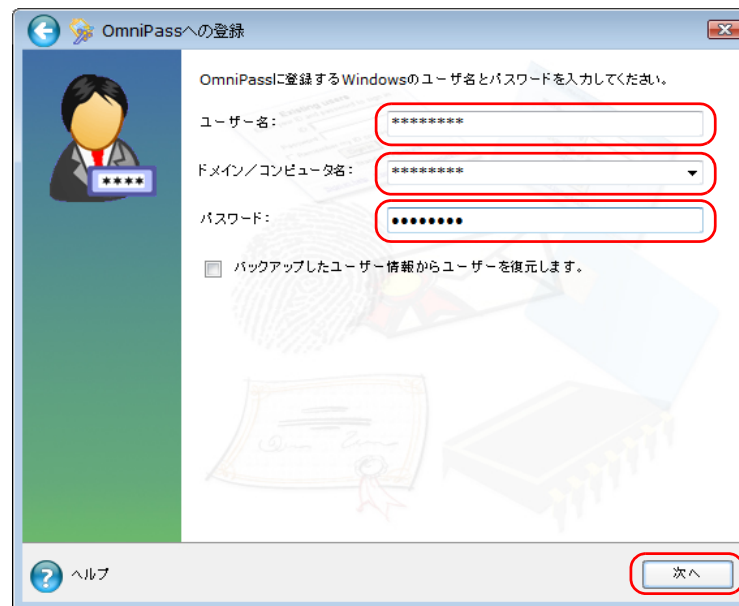 OmniPassへの登録
OmniPassに登録するWindowsのユーザ名とパスワードを入力してください。
ユーザー名: ********
ドメイン／コンピュータ名: ********
パスワード: ●●●●●●●●
****
バックアップしたユーザー情報からユーザーを復元します。
ヘルプ
次へ